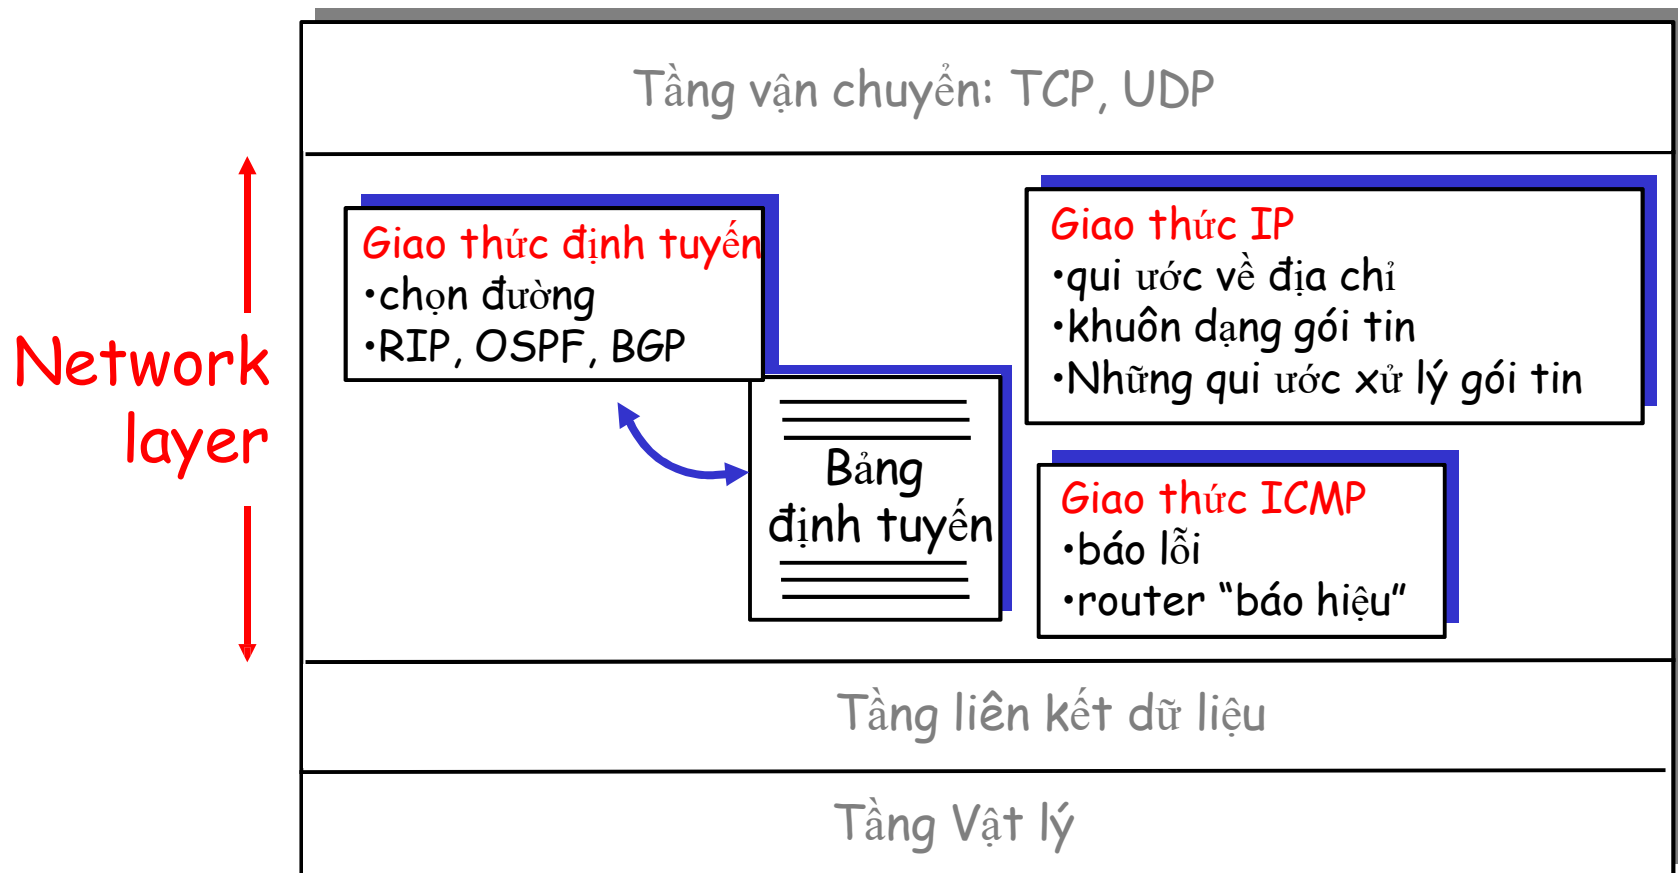 Tầng vận chuyển: TCP, UDP
Network
layer
Giao thức định tuyến
•chọn đường
•RIP, OSPF, BGP
Bảng
định tuyến
Giao thức IP
•qui ước về địa chỉ
•khuôn dạng gói tin
•Những qui ước xử lý gói tin
Giao thức ICMP
•báo lỗi
•router “báo hiệu”
Tầng liên kết dữ liệu
Tầng Vật lý